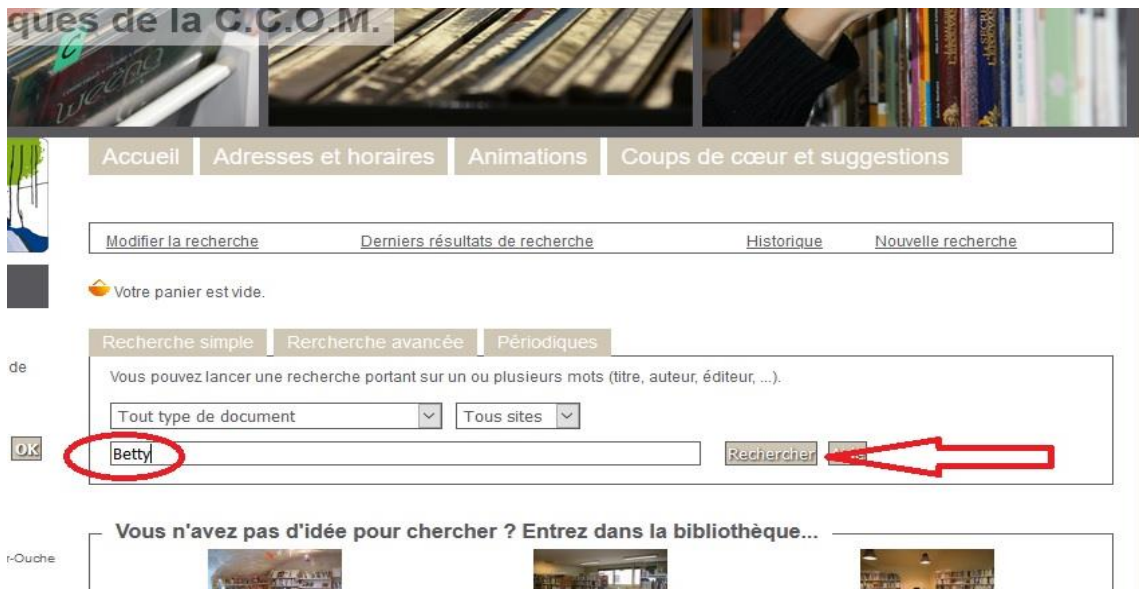 ques de la C.C.O.M.
Accueil Adresses et horaires Animations Coups de cœur et suggestions
Modifier la recherche Derniers résultats de recherche Historique Nouvelle recherche
Votre panier est vide.
Recherche simple Rercherche avancée Périodiques
de
Vous pouvez lancer une recherche portant sur un ou plusieurs mots (titre, auteur, éditeur, ...).
Tout type de document Tous sites
OK
Betty Rechercher
Vous n'avez pas d'idée pour chercher ? Entrez dans la bibliothèque...
r-Ouche